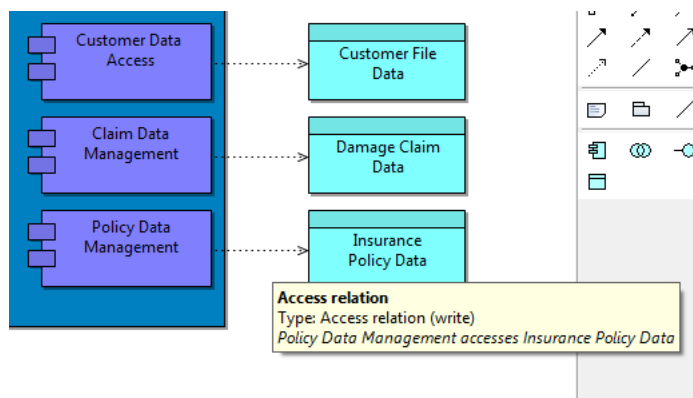 Customer Data
Access
Customer File
Data
Claim Data
Management
Damage Claim
Data
Policy Data
Management
Insurance
Policy Data
Access relation
Type: Access relation (write)
Policy Data Management accesses Insurance Policy Data